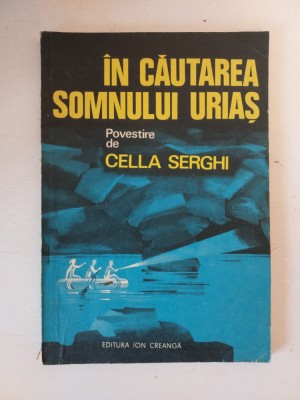 ÎN CĂUTAREA
SOMNULUI URIAȘ
Povestire
de
CELLA SERGHI
EDITURA ION CREANGĂ